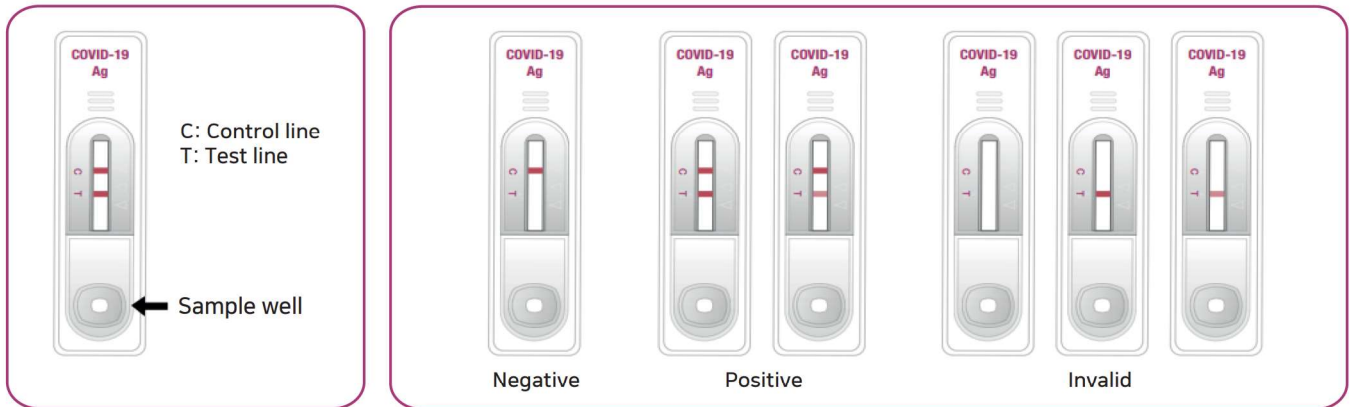 COVID-19
Ag
C: Control line
T: Test line
C
T
Sample well
COVID-19
Ag
C
T
Negative
COVID-19
Ag
C
T
COVID-19
Ag
C
T
Positive
COVID-19
Ag
C
T
COVID-19
Ag
C
T
COVID-19
Ag
C
T
Invalid